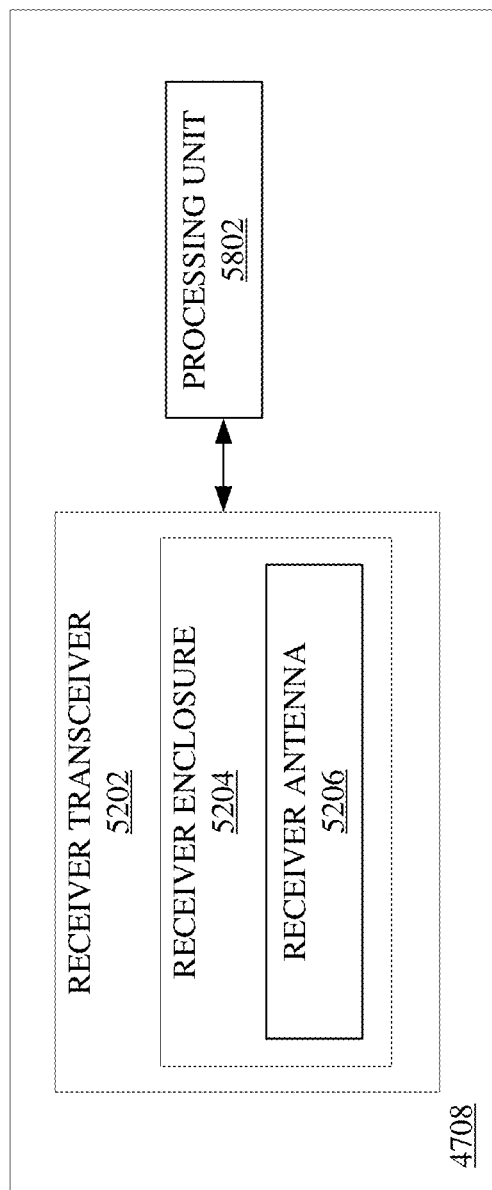 RECEIVER TRANSCEIVER
5202
RECEIVER ENCLOSURE
5204
RECEIVER ANTENNA
5206
PROCESSING UNIT
5802
4708